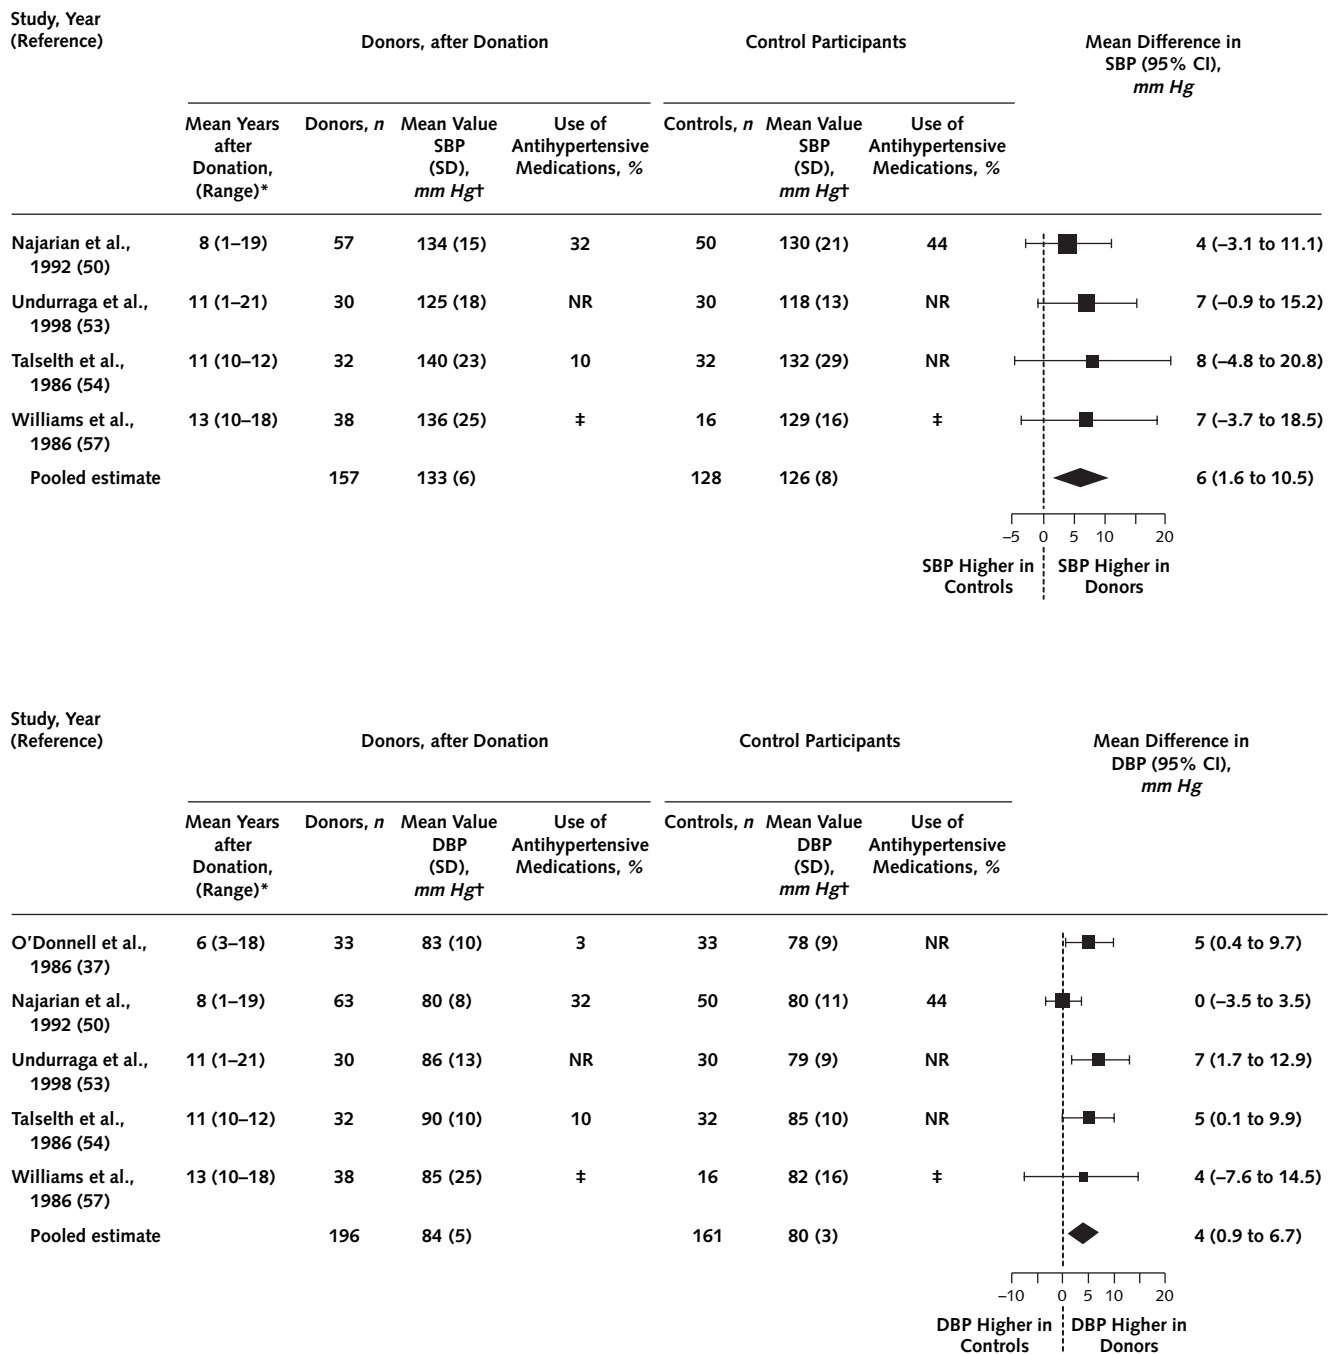 Study, Year
(Reference)
Donors, after Donation
Control Participants
Mean Difference in
SBP (95% CI),
mm Hg
Mean Years
after
Donation,
(Range)*
Donors, n
Mean Value
SBP
(SD),
mm Hg†
Use of
Antihypertensive
Medications, %
Controls, n
Mean Value
SBP
(SD),
mm Hg†
Use of
Antihypertensive
Medications, %
Najarian et al., 8 (1–19) 57 134 (15) 32 50 130 (21) 44 4 (–3.1 to 11.1)
1992 (50)
Undurraga et al., 11 (1–21) 30 125 (18) NR 30 118 (13) NR 7 (–0.9 to 15.2)
1998 (53)
Talselth et al., 11 (10–12) 32 140 (23) 10 32 132 (29) NR 8 (–4.8 to 20.8)
1986 (54)
Williams et al., 13 (10–18) 38 136 (25) ‡ 16 129 (16) ‡ 7 (–3.7 to 18.5)
1986 (57)
Pooled estimate 157 133 (6) 128 126 (8) 6 (1.6 to 10.5)
–5 0 5 10 20
SBP Higher in
Controls
SBP Higher in
Donors
Study, Year
(Reference)
Donors, after Donation
Control Participants
Mean Difference in
DBP (95% CI),
mm Hg
Mean Years
after
Donation,
(Range)*
Donors, n
Mean Value
DBP
(SD),
mm Hg†
Use of
Antihypertensive
Medications, %
Controls, n
Mean Value
DBP
(SD),
mm Hg†
Use of
Antihypertensive
Medications, %
O'Donnell et al., 6 (3–18) 33 83 (10) 3 33 78 (9) NR 5 (0.4 to 9.7)
1986 (37)
Najarian et al., 8 (1–19) 63 80 (8) 32 50 80 (11) 44 0 (–3.5 to 3.5)
1992 (50)
Undurraga et al., 11 (1–21) 30 86 (13) NR 30 79 (9) NR 7 (1.7 to 12.9)
1998 (53)
Talselth et al., 11 (10–12) 32 90 (10) 10 32 85 (10) NR 5 (0.1 to 9.9)
1986 (54)
Williams et al., 13 (10–18) 38 85 (25) ‡ 16 82 (16) ‡ 4 (–7.6 to 14.5)
1986 (57)
Pooled estimate 196 84 (5) 161 80 (3) 4 (0.9 to 6.7)
–10 0 5 10 20
DBP Higher in
Controls
DBP Higher in
Donors